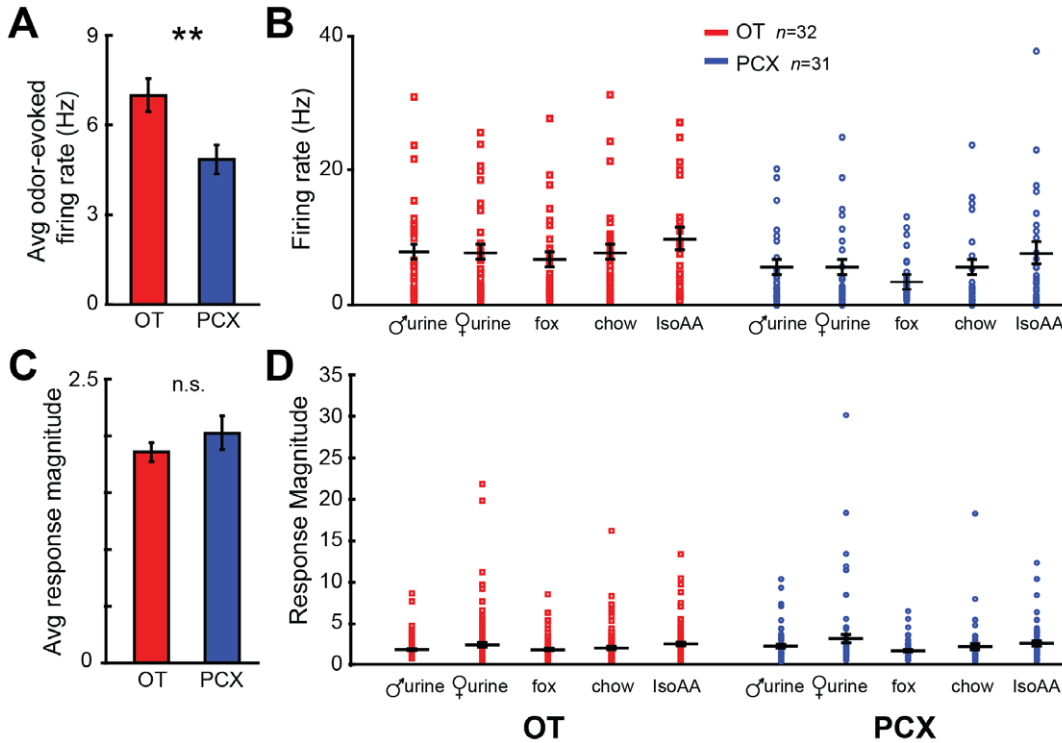 A
9
6
3
0
Avg odor-evoked
firing rate (Hz)
**
OT PCX
B
40
20
0
Firing rate (Hz)
OT n=32
PCX n=31
♂urine ♀urine fox chow IsoAA ♂urine ♀urine fox chow IsoAA
C
2.5
0
Avg response magnitude
n.s.
OT PCX
D
35
30
25
20
15
10
5
0
Response Magnitude
♂urine ♀urine fox chow IsoAA ♂urine ♀urine fox chow IsoAA
OT PCX